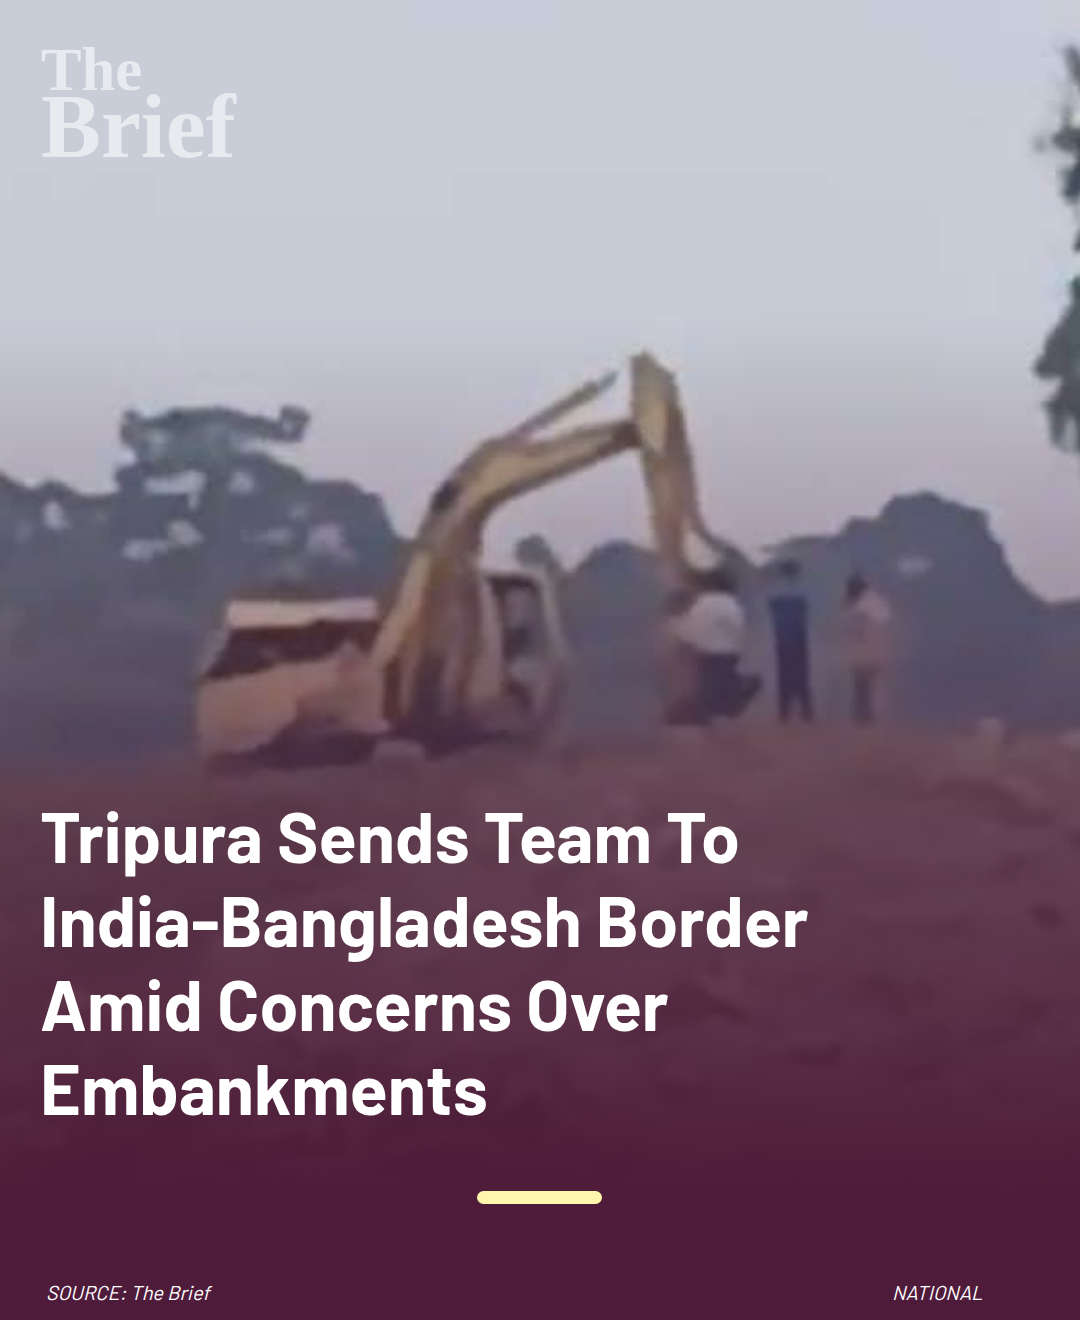 The
Brief
Tripura Sends Team To
India-Bangladesh Border
Amid Concerns Over
Embankments
SOURCE: The Brief
NATIONAL